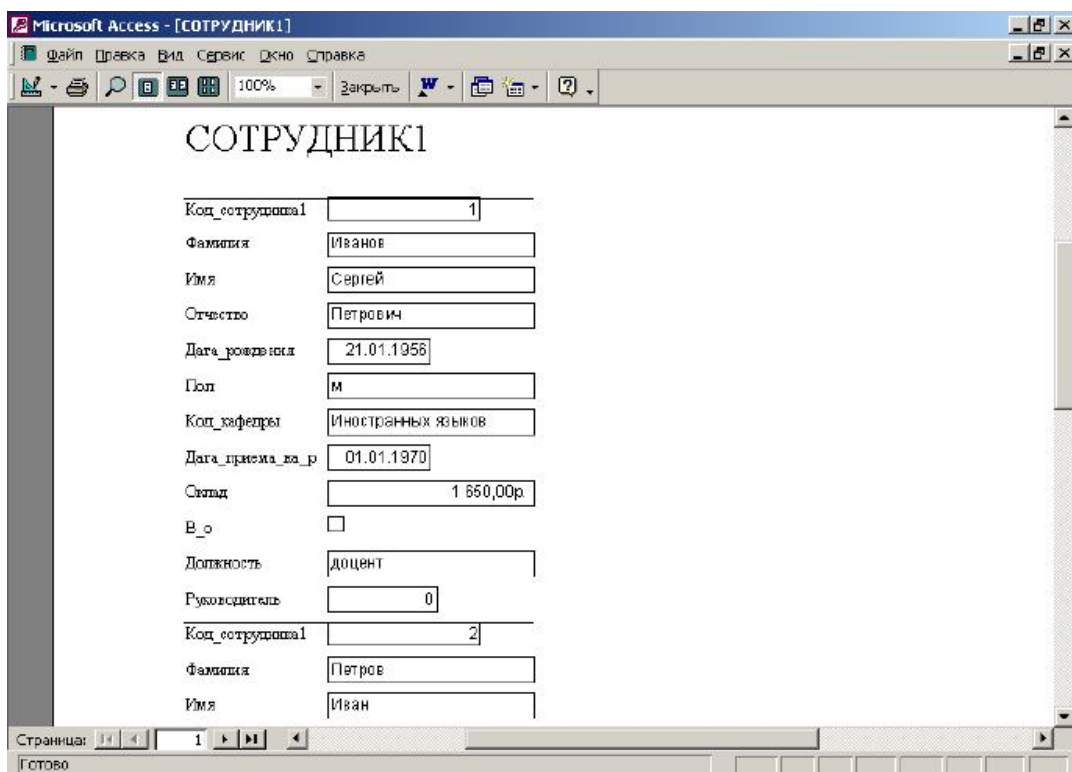 Microsoft Access - [СОТРУДНИК1]
Файл Правка Вид Сервис Окно Справка
100% Закрыть
СОТРУДНИК1
Код_сотрудника1 1
Фамилия Иванов
Имя Сергей
Отчество Петрович
Дата_рождения 21.01.1956
Пол м
Код_кафедры Иностранных языков
Дата_приема_на_р 01.01.1970
Оклад 1 650,00р.
В_о
Должность доцент
Руководитель 0
Код_сотрудника1 2
Фамилия Петров
Имя Иван
Страница: 1
Готово